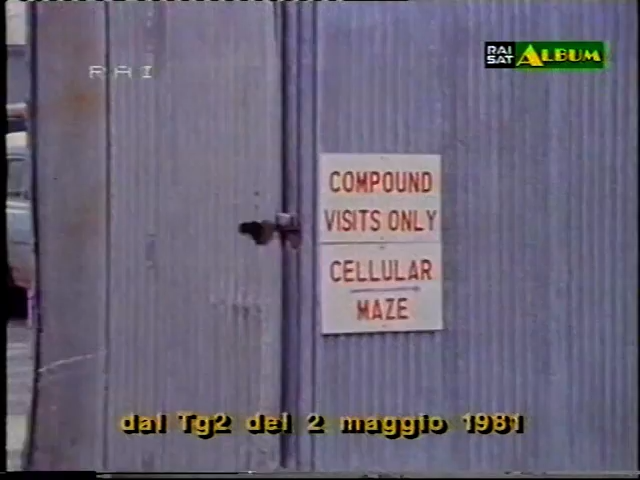 RAI
RAI
SAT
ALBUM
COMPOUND
VISITS ONLY
CELLULAR
MAZE
dal Tg2 del 2 maggio 1981